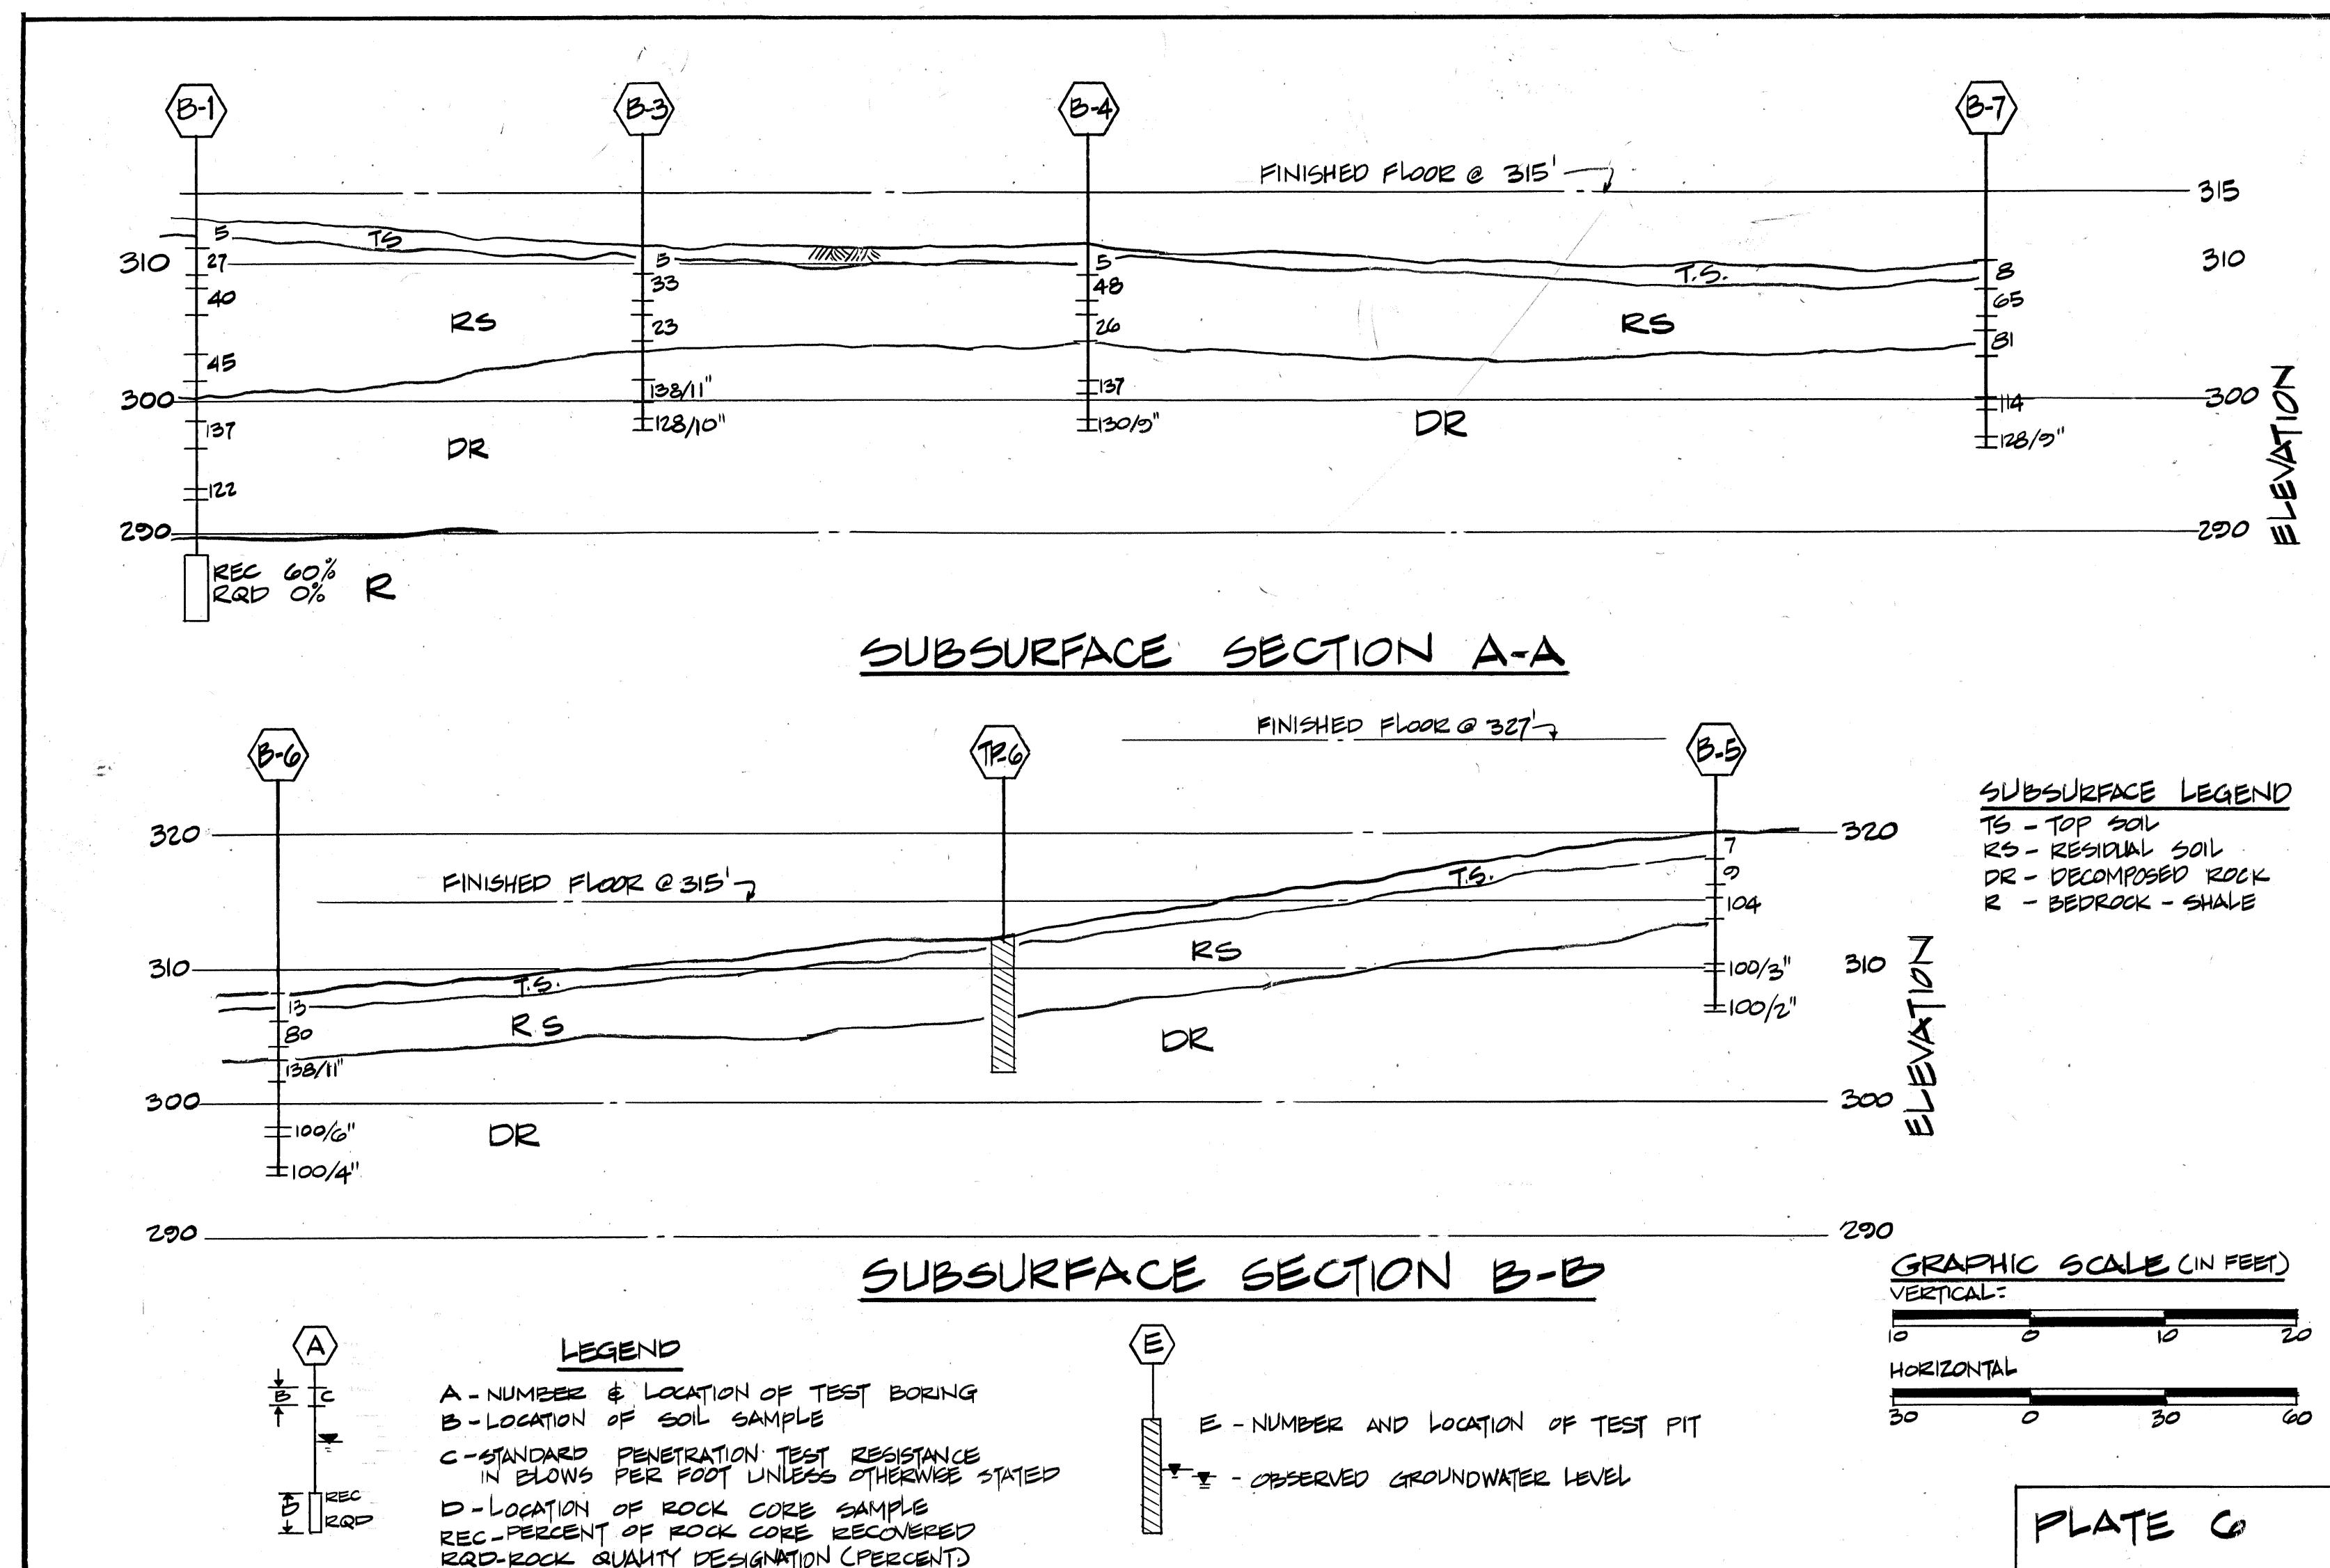 B-1
B-3
B-4
B-7
FINISHED FLOOR @ 315'
315
5
TS
5
5
T.S.
8
310
27
33
48
65
310
40
RS
23
26
RS
81
45
138/11"
137
114
300
300
137
128/10"
130/9"
DR
128/9"
DR
122
290
290
ELEVATION
REC 60%
RQD 0%
R
SUBSURFACE SECTION A-A
FINISHED FLOOR @ 327'
B-6
TP-6
B-5
320
320
7
T.S.
9
FINISHED FLOOR @ 315'
104
RS
310
100/3"
310
T.S.
13
100/2"
80
RS
DR
138/11"
300
300
100/6"
DR
100/4"
290
290
ELEVATION
SUBSURFACE LEGEND
TS - TOP SOIL
RS - RESIDUAL SOIL
DR - DECOMPOSED ROCK
R - BEDROCK - SHALE
SUBSURFACE SECTION B-B
GRAPHIC SCALE (IN FEET)
VERTICAL:
10 0 10 20
HORIZONTAL
30 0 30 60
LEGEND
A
B
C
D
REC
RQD
A - NUMBER & LOCATION OF TEST BORING
B - LOCATION OF SOIL SAMPLE
C - STANDARD PENETRATION TEST RESISTANCE
IN BLOWS PER FOOT UNLESS OTHERWISE STATED
D - LOCATION OF ROCK CORE SAMPLE
REC - PERCENT OF ROCK CORE RECOVERED
RQD - ROCK QUALITY DESIGNATION (PERCENT)
E
E - NUMBER AND LOCATION OF TEST PIT
- OBSERVED GROUNDWATER LEVEL
PLATE 6